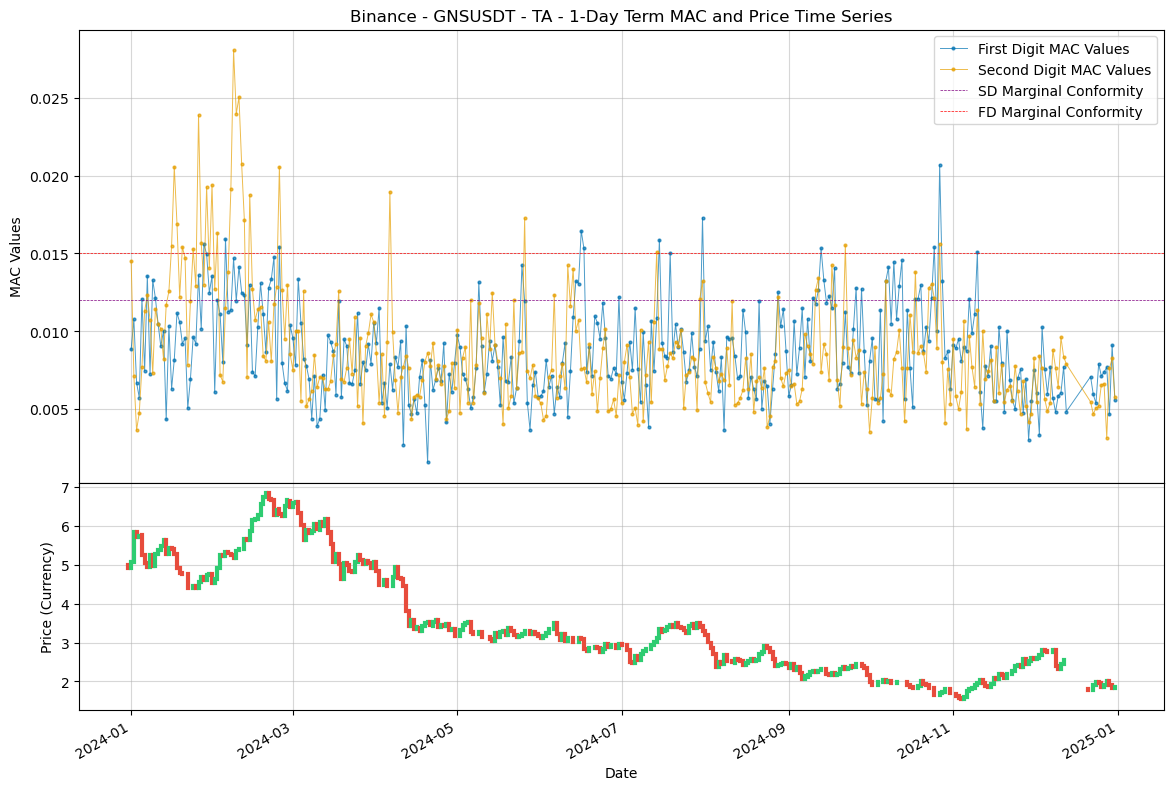 Binance - GNSUSDT - TA - 1-Day Term MAC and Price Time Series
First Digit MAC Values
Second Digit MAC Values
SD Marginal Conformity
FD Marginal Conformity
MAC Values
0.025
0.020
0.015
0.010
0.005
Price (Currency)
7
6
5
4
3
2
2024-01
2024-03
2024-05
2024-07
2024-09
2024-11
2025-01
Date